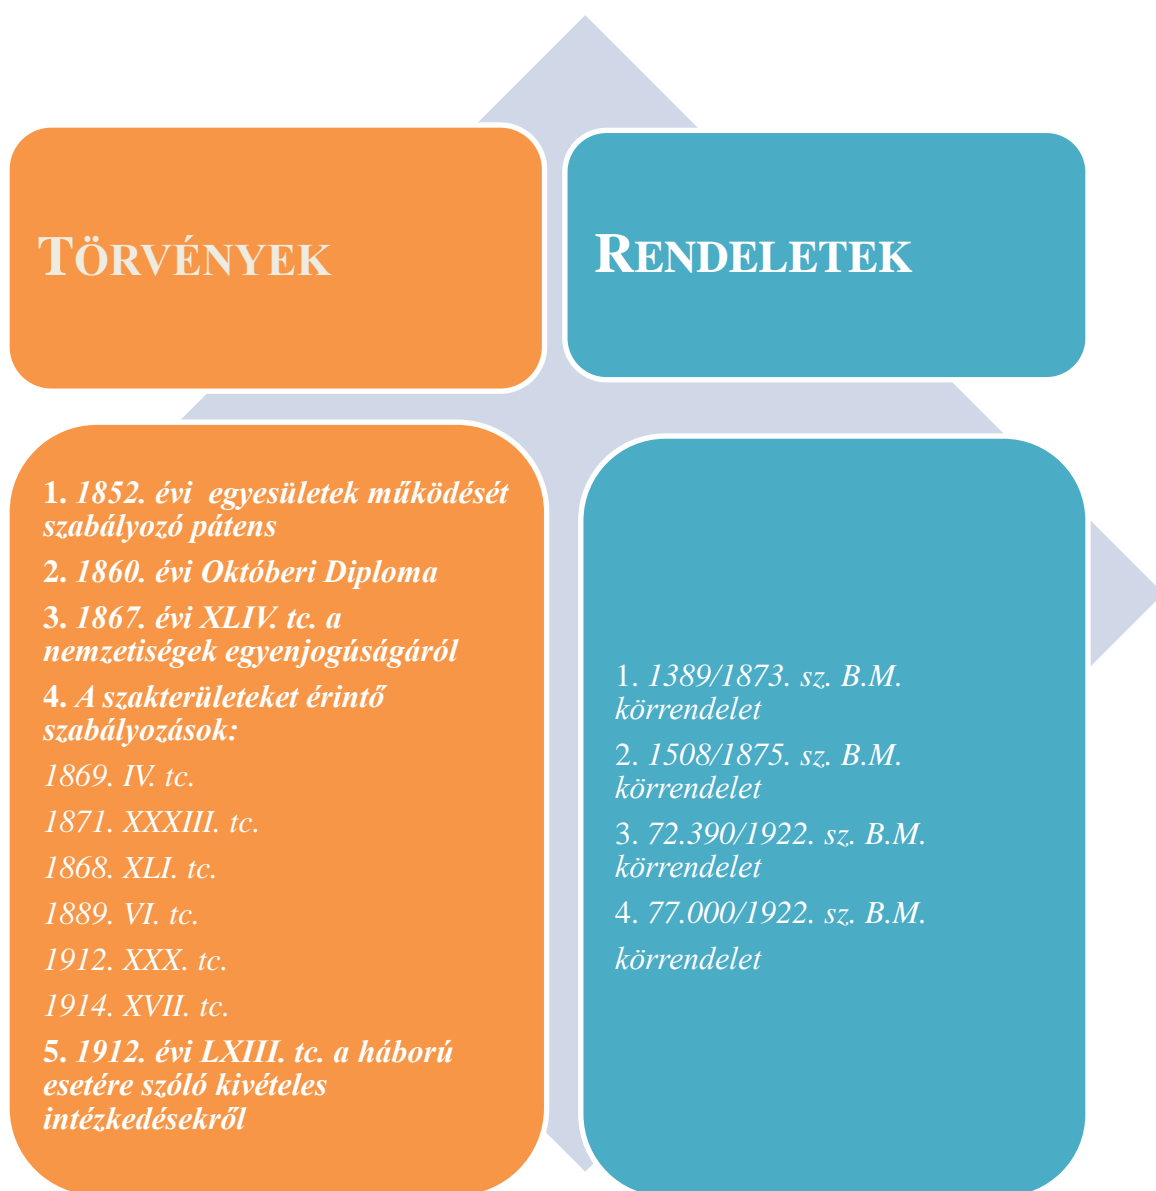 TÖRVÉNYEK
1. 1852. évi  egyesületek működését
szabályozó pátens
2. 1860. évi Októberi Diploma
3. 1867. évi XLIV. tc. a
nemzetiségek egyenjogúságáról
4. A szakterületeket érintő
szabályozások:
1869. IV. tc.
1871. XXXIII. tc.
1868. XLI. tc.
1889. VI. tc.
1912. XXX. tc.
1914. XVII. tc.
5. 1912. évi LXIII. tc. a háború
esetére szóló kivételes
intézkedésekről
RENDELETEK
1. 1389/1873. sz. B.M.
körrendelet
2. 1508/1875. sz. B.M.
körrendelet
3. 72.390/1922. sz. B.M.
körrendelet
4. 77.000/1922. sz. B.M.
körrendelet